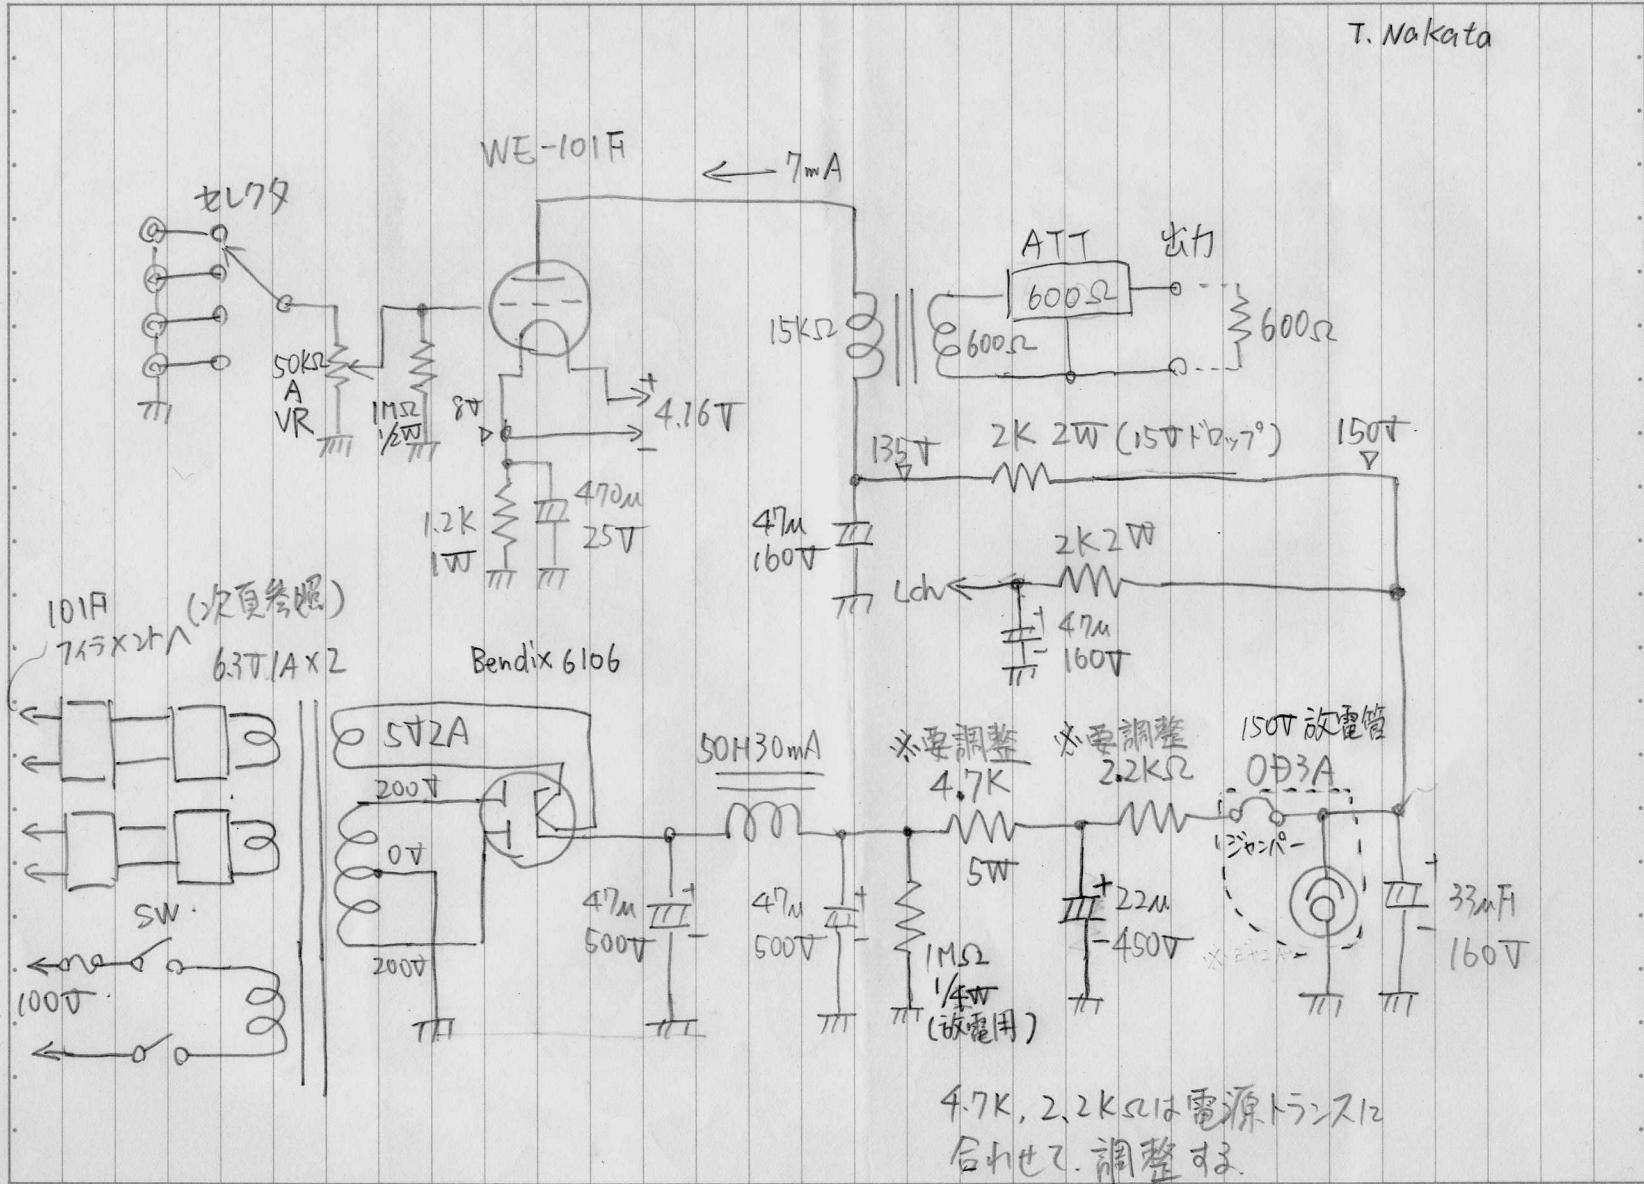 T. Nakata
WE-101F
← 7mA
セレクタ
ATT
出力
600Ω
600Ω
15KΩ
600Ω
50KΩ
A
VR
1MΩ
1/2W
8V
+
4.16V
-
135V
2K 2W (15Vドロップ)
150V
1.2K
1W
470μ
25V
47μ
160V
2K 2W
Lch
+
47μ
-
160V
101F
フィラメントへ
(次頁参照)
6.3V 1A×2
Bendix 6106
5V2A
200V
0V
200V
50H30mA
※要調整
4.7K
5W
※要調整
2.2KΩ
150V 放電管
0D3A
ジャンパー
47μ
500V
+
-
47μ
500V
+
-
1MΩ
1/4W
(放電用)
+
22μ
-450V
+
33μF
-
160V
SW.
100V
4.7K, 2.2KΩは電源トランスに
合わせて.調整する.